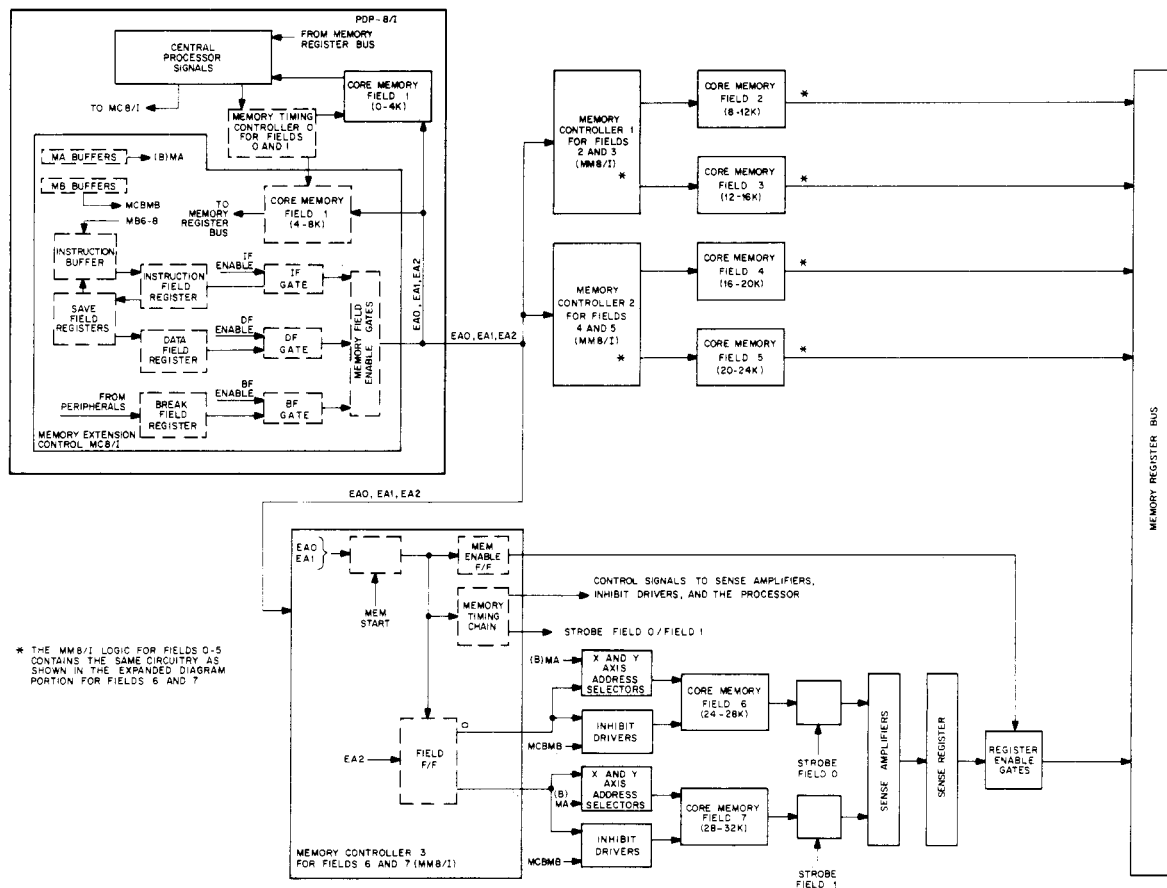 PDP-8/I
FROM MEMORY
REGISTER BUS
CENTRAL
PROCESSOR
SIGNALS
TO MC8/I
CORE MEMORY
FIELD 1
(0-4K)
MEMORY TIMING
CONTROLLER 0
FOR FIELDS
0 AND 1
MA BUFFERS
(B)MA
MB BUFFERS
MCBMB
MB6-8
TO
MEMORY
REGISTER
BUS
CORE MEMORY
FIELD 1
(4-8K)
INSTRUCTION
BUFFER
INSTRUCTION
FIELD
REGISTER
IF
ENABLE
IF
GATE
SAVE
FIELD
REGISTERS
DATA
FIELD
REGISTER
DF
ENABLE
DF
GATE
FROM
PERIPHERALS
BREAK
FIELD
REGISTER
BF
ENABLE
BF
GATE
MEMORY FIELD
ENABLE GATES
EA0, EA1, EA2
MEMORY EXTENSION
CONTROL MC8/I
EA0, EA1, EA2
MEMORY
CONTROLLER 1
FOR FIELDS
2 AND 3
(MM8/I)
*
CORE MEMORY
FIELD 2
(8-12K)
*
CORE MEMORY
FIELD 3
(12-16K)
*
MEMORY
CONTROLLER 2
FOR FIELDS
4 AND 5
(MM8/I)
*
CORE MEMORY
FIELD 4
(16-20K)
*
CORE MEMORY
FIELD 5
(20-24K)
*
MEMORY REGISTER BUS
EA0, EA1, EA2
EA0
EA1
MEM
START
MEM
ENABLE
F/F
MEMORY
TIMING
CHAIN
CONTROL SIGNALS TO SENSE AMPLIFIERS,
INHIBIT DRIVERS, AND THE PROCESSOR
STROBE FIELD 0/FIELD 1
* THE MM8/I LOGIC FOR FIELDS 0-5
CONTAINS THE SAME CIRCUITRY AS
SHOWN IN THE EXPANDED DIAGRAM
PORTION FOR FIELDS 6 AND 7
EA2
FIELD
F/F
0
(B)MA
X AND Y
AXIS
ADDRESS
SELECTORS
MCBMB
INHIBIT
DRIVERS
CORE MEMORY
FIELD 6
(24-28K)
STROBE
FIELD 0
(B)
MA
X AND Y
AXIS
ADDRESS
SELECTORS
MCBMB
INHIBIT
DRIVERS
CORE MEMORY
FIELD 7
(28-32K)
STROBE
FIELD 1
SENSE AMPLIFIERS
SENSE REGISTER
REGISTER
ENABLE
GATES
MEMORY CONTROLLER 3
FOR FIELDS 6 AND 7 (MM8/I)